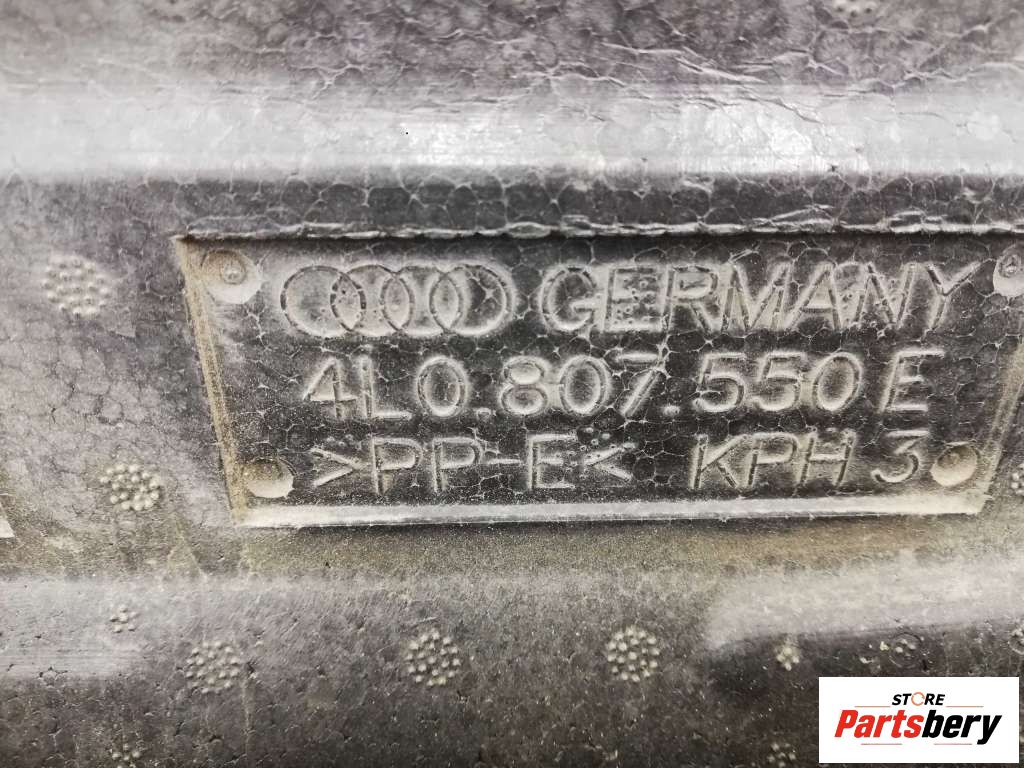 GERMANY
4L0.807.550 E
>PP-E< KPH 3
STORE
Partsbery